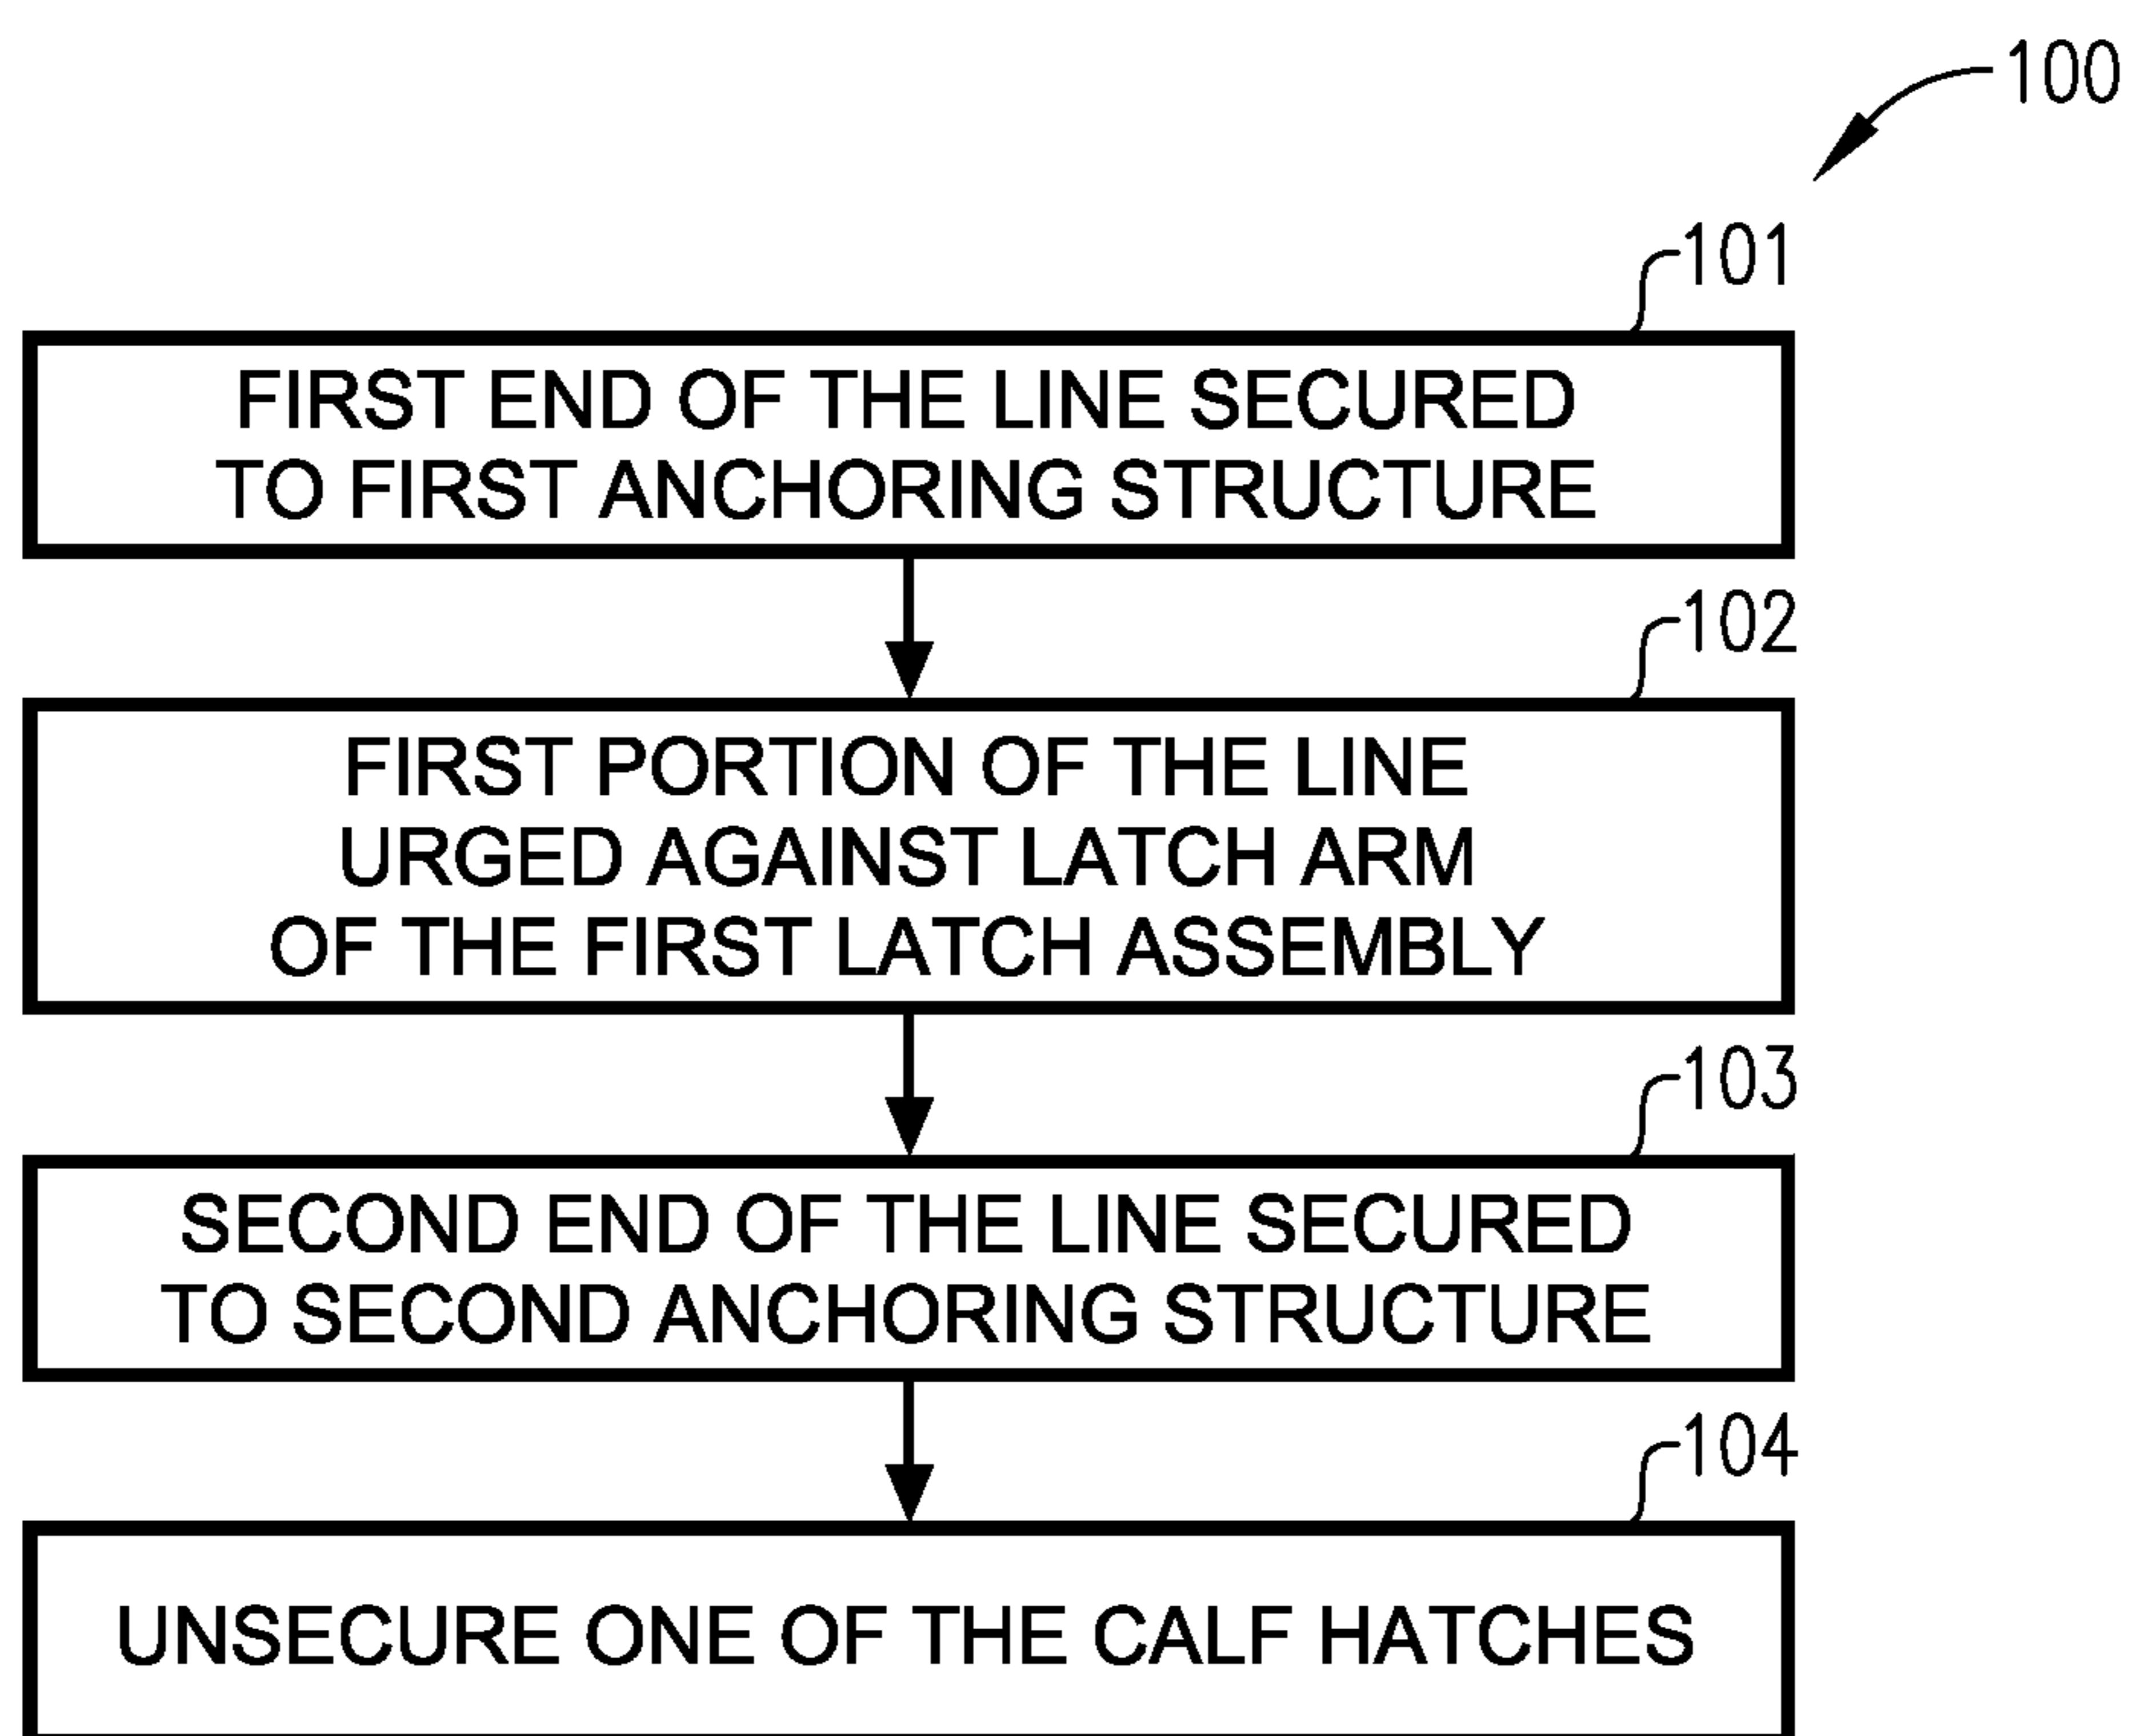 100
101
FIRST END OF THE LINE SECURED
TO FIRST ANCHORING STRUCTURE
102
FIRST PORTION OF THE LINE
URGED AGAINST LATCH ARM
OF THE FIRST LATCH ASSEMBLY
103
SECOND END OF THE LINE SECURED
TO SECOND ANCHORING STRUCTURE
104
UNSECURE ONE OF THE CALF HATCHES